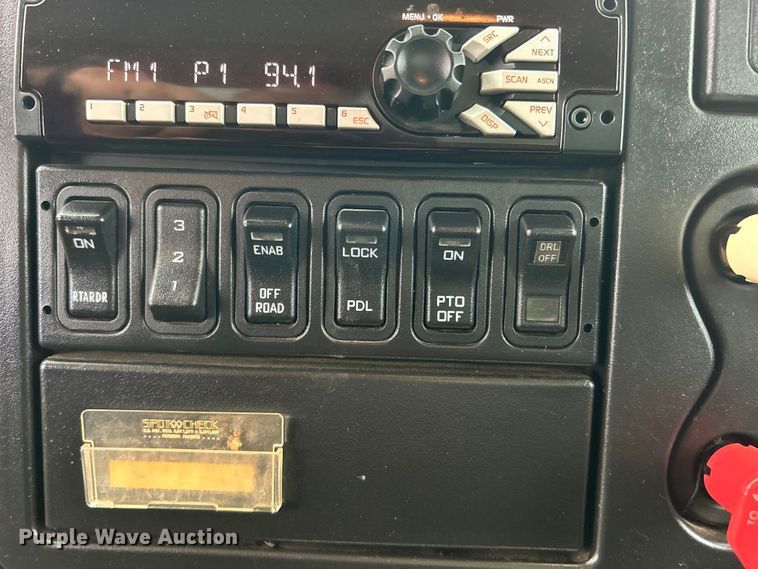 MENU • OK PWR
FM1 P1 94.1
SRC
NEXT
SCAN ASCN
PREV
DISP
1 2 3 4 5 6 ESC
ON
RTARDR
3
2
1
ENAB
OFF
ROAD
LOCK
PDL
ON
PTO
OFF
DRL
OFF
SPOT CHECK
Purple Wave Auction